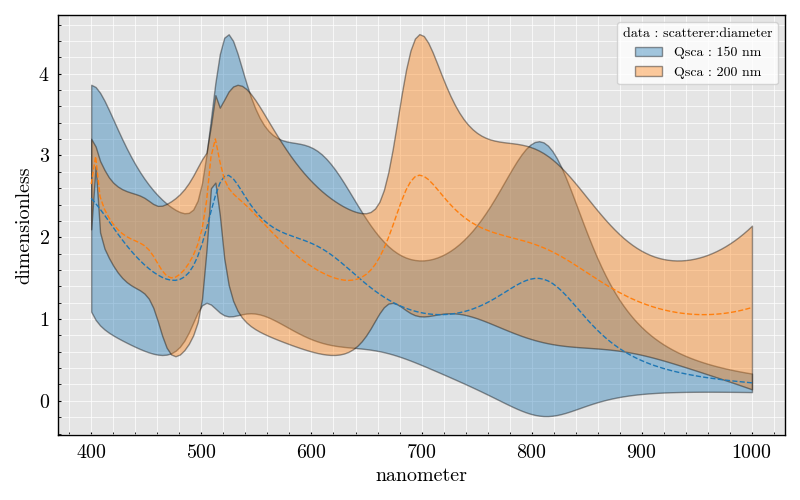 data : scatterer:diameter
Qsca : 150 nm
Qsca : 200 nm
dimensionless
4
3
2
1
0
400 500 600 700 800 900 1000
nanometer